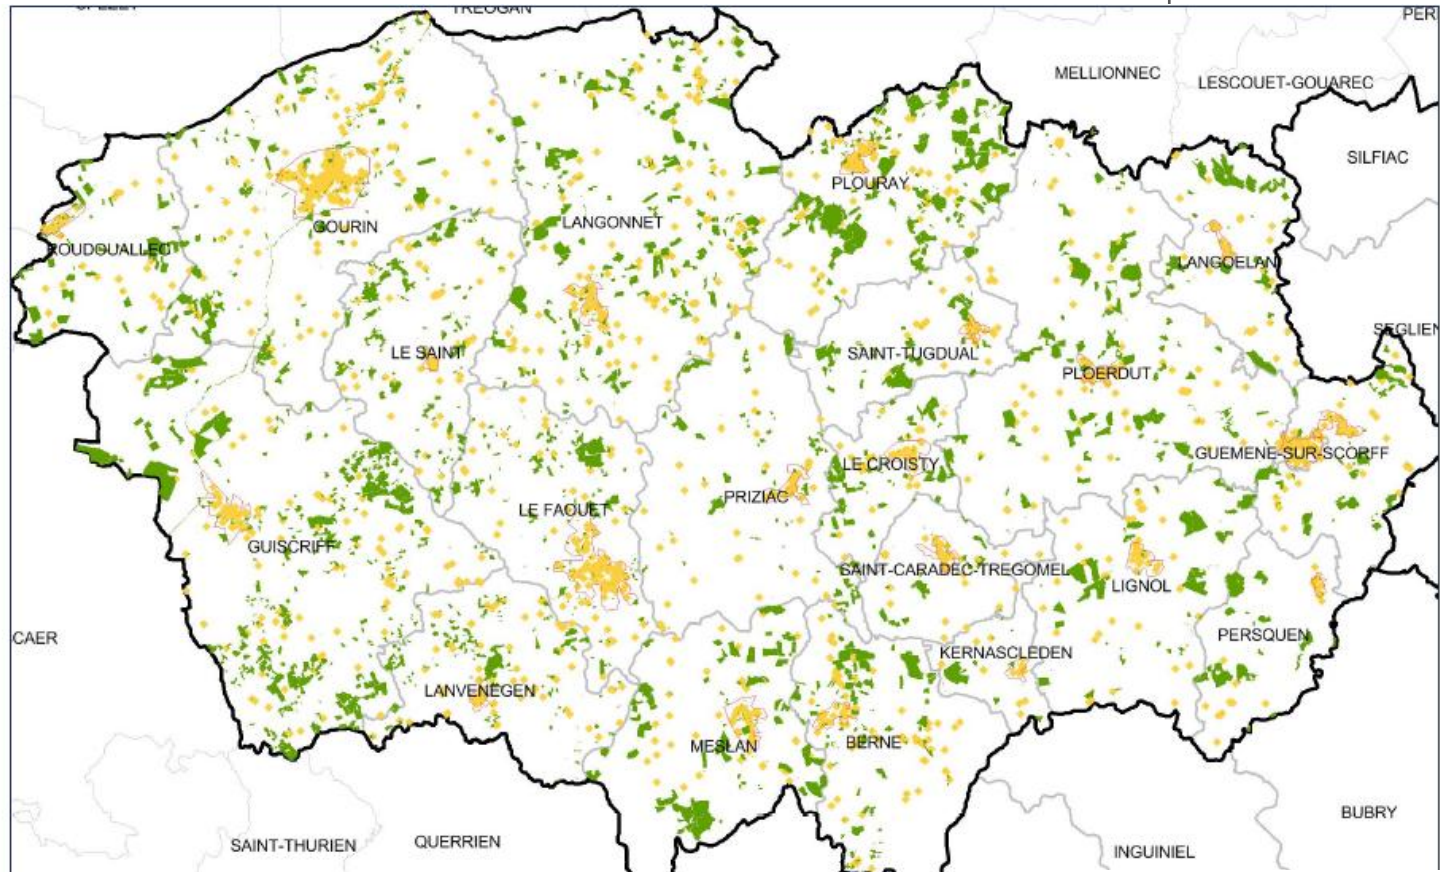 TREOGAN
PER
MELLIONNEC
LESCOUET-GOUAREC
SILFIAC
PLOURAY
GOURIN
LANGONNET
ROUDOUALLEC
LANGOELAN
SEGLIEN
LE SAINT
SAINT-TUGDUAL
PLOERDUT
GUEMENE-SUR-SCORFF
LE CROISTY
PRIZIAC
LE FAOUET
GUISCRIFF
SAINT-CARADEC-TREGOMEL
LIGNOL
CAER
PERSQUEN
KERNASCLEDEN
LANVENEGEN
MESLAN
BERNE
BUBRY
SAINT-THURIEN
QUERRIEN
INGUINIEL